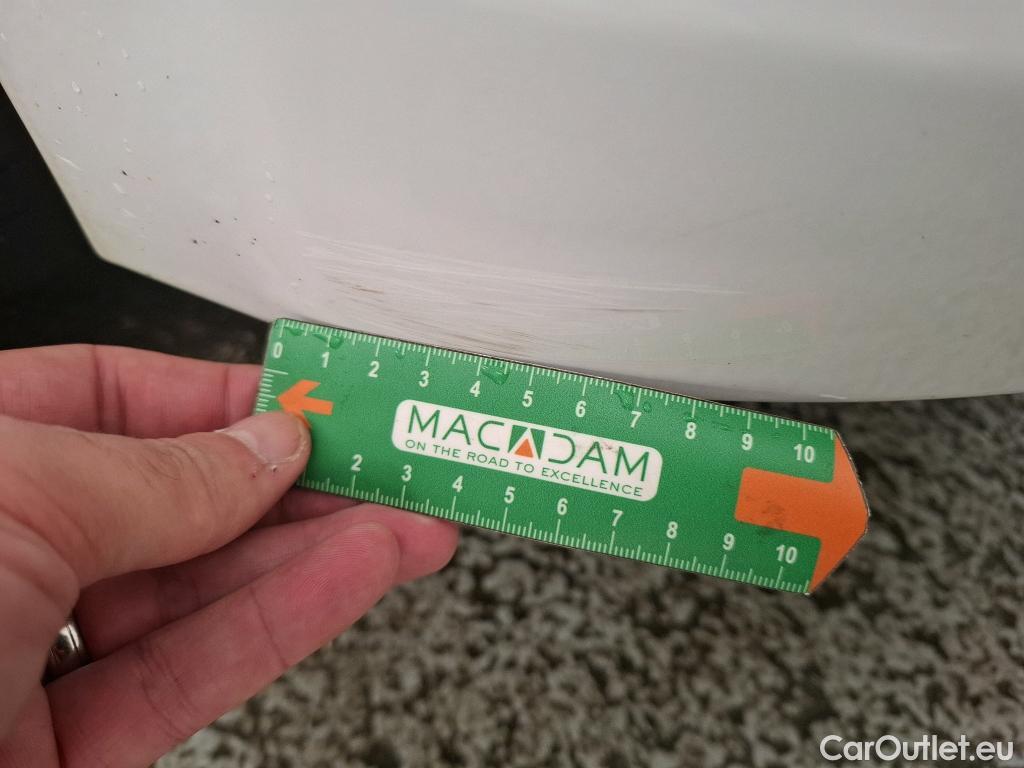 0 1 2 3 4 5 6 7 8 9 10
MACADAM
ON THE ROAD TO EXCELLENCE
2 3 4 5 6 7 8 9 10
CarOutlet.eu